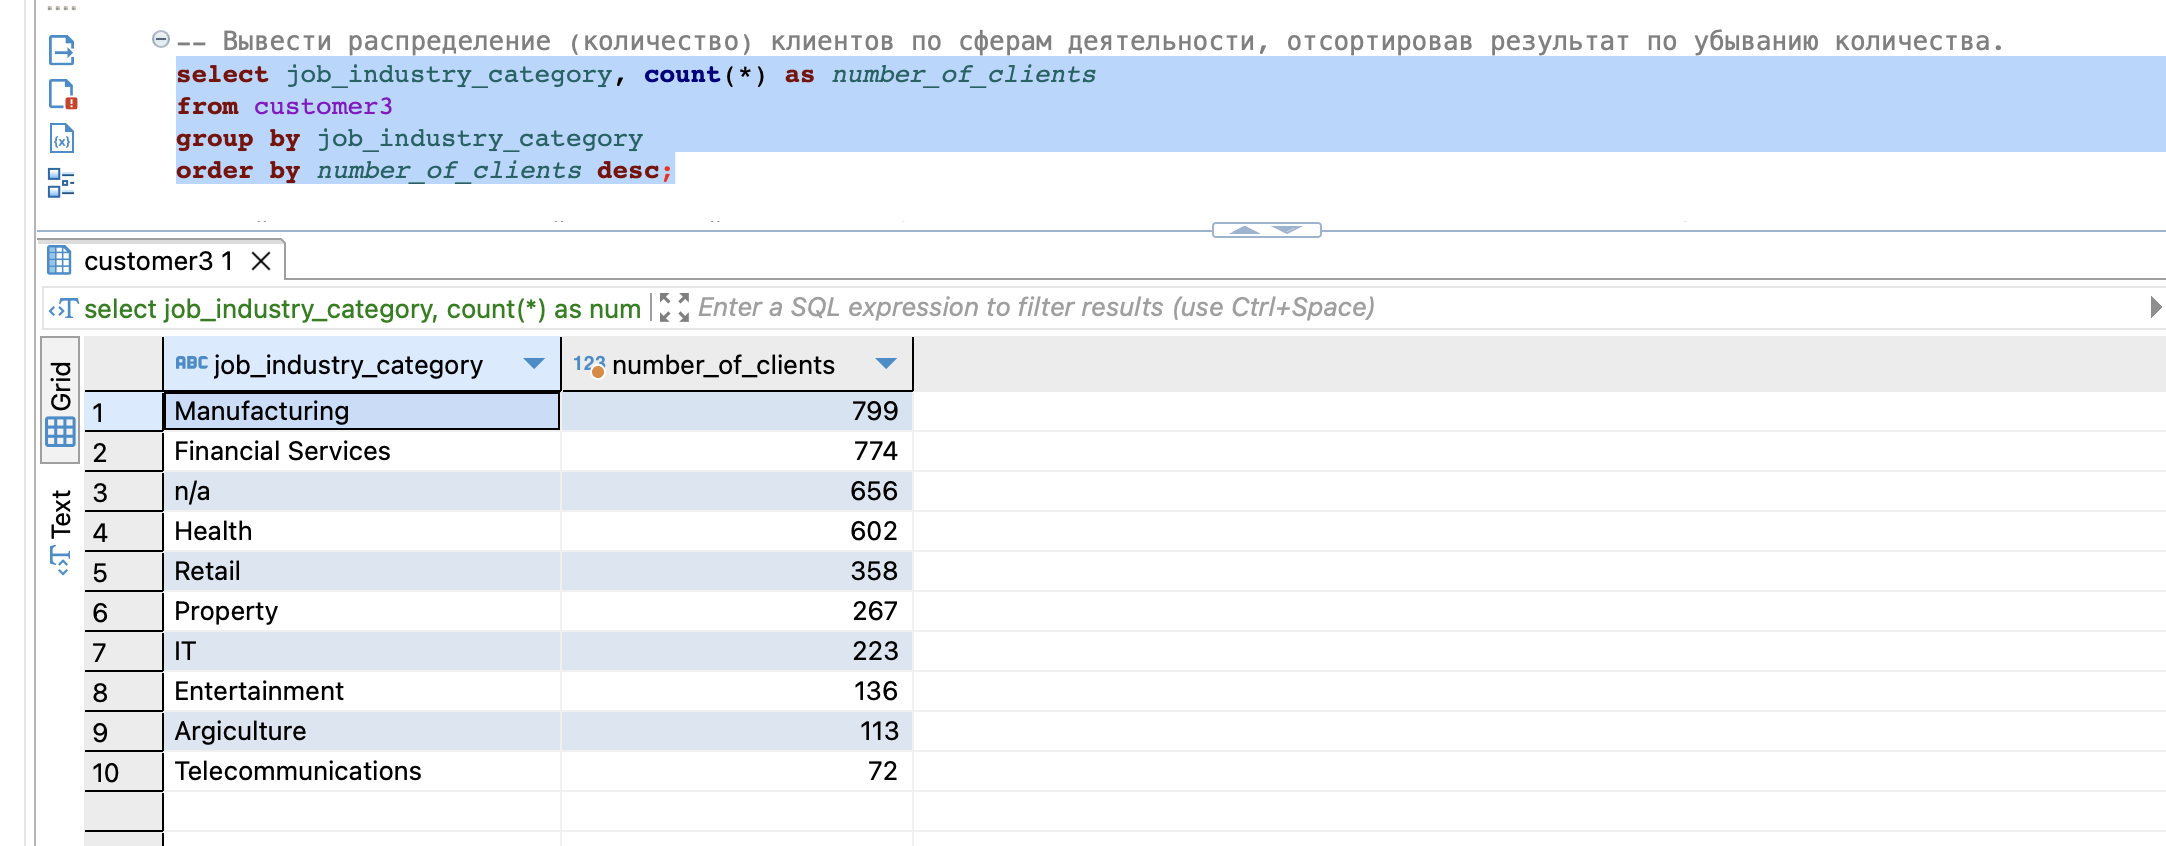 -- Вывести распределение (количество) клиентов по сферам деятельности, отсортировав результат по убыванию количества.
select job_industry_category, count(*) as number_of_clients
from customer3
group by job_industry_category
order by number_of_clients desc;
customer3 1
select job_industry_category, count(*) as num
Enter a SQL expression to filter results (use Ctrl+Space)
Grid
Text
ABC job_industry_category 123 number_of_clients
1 Manufacturing 799
2 Financial Services 774
3 n/a 656
4 Health 602
5 Retail 358
6 Property 267
7 IT 223
8 Entertainment 136
9 Argiculture 113
10 Telecommunications 72